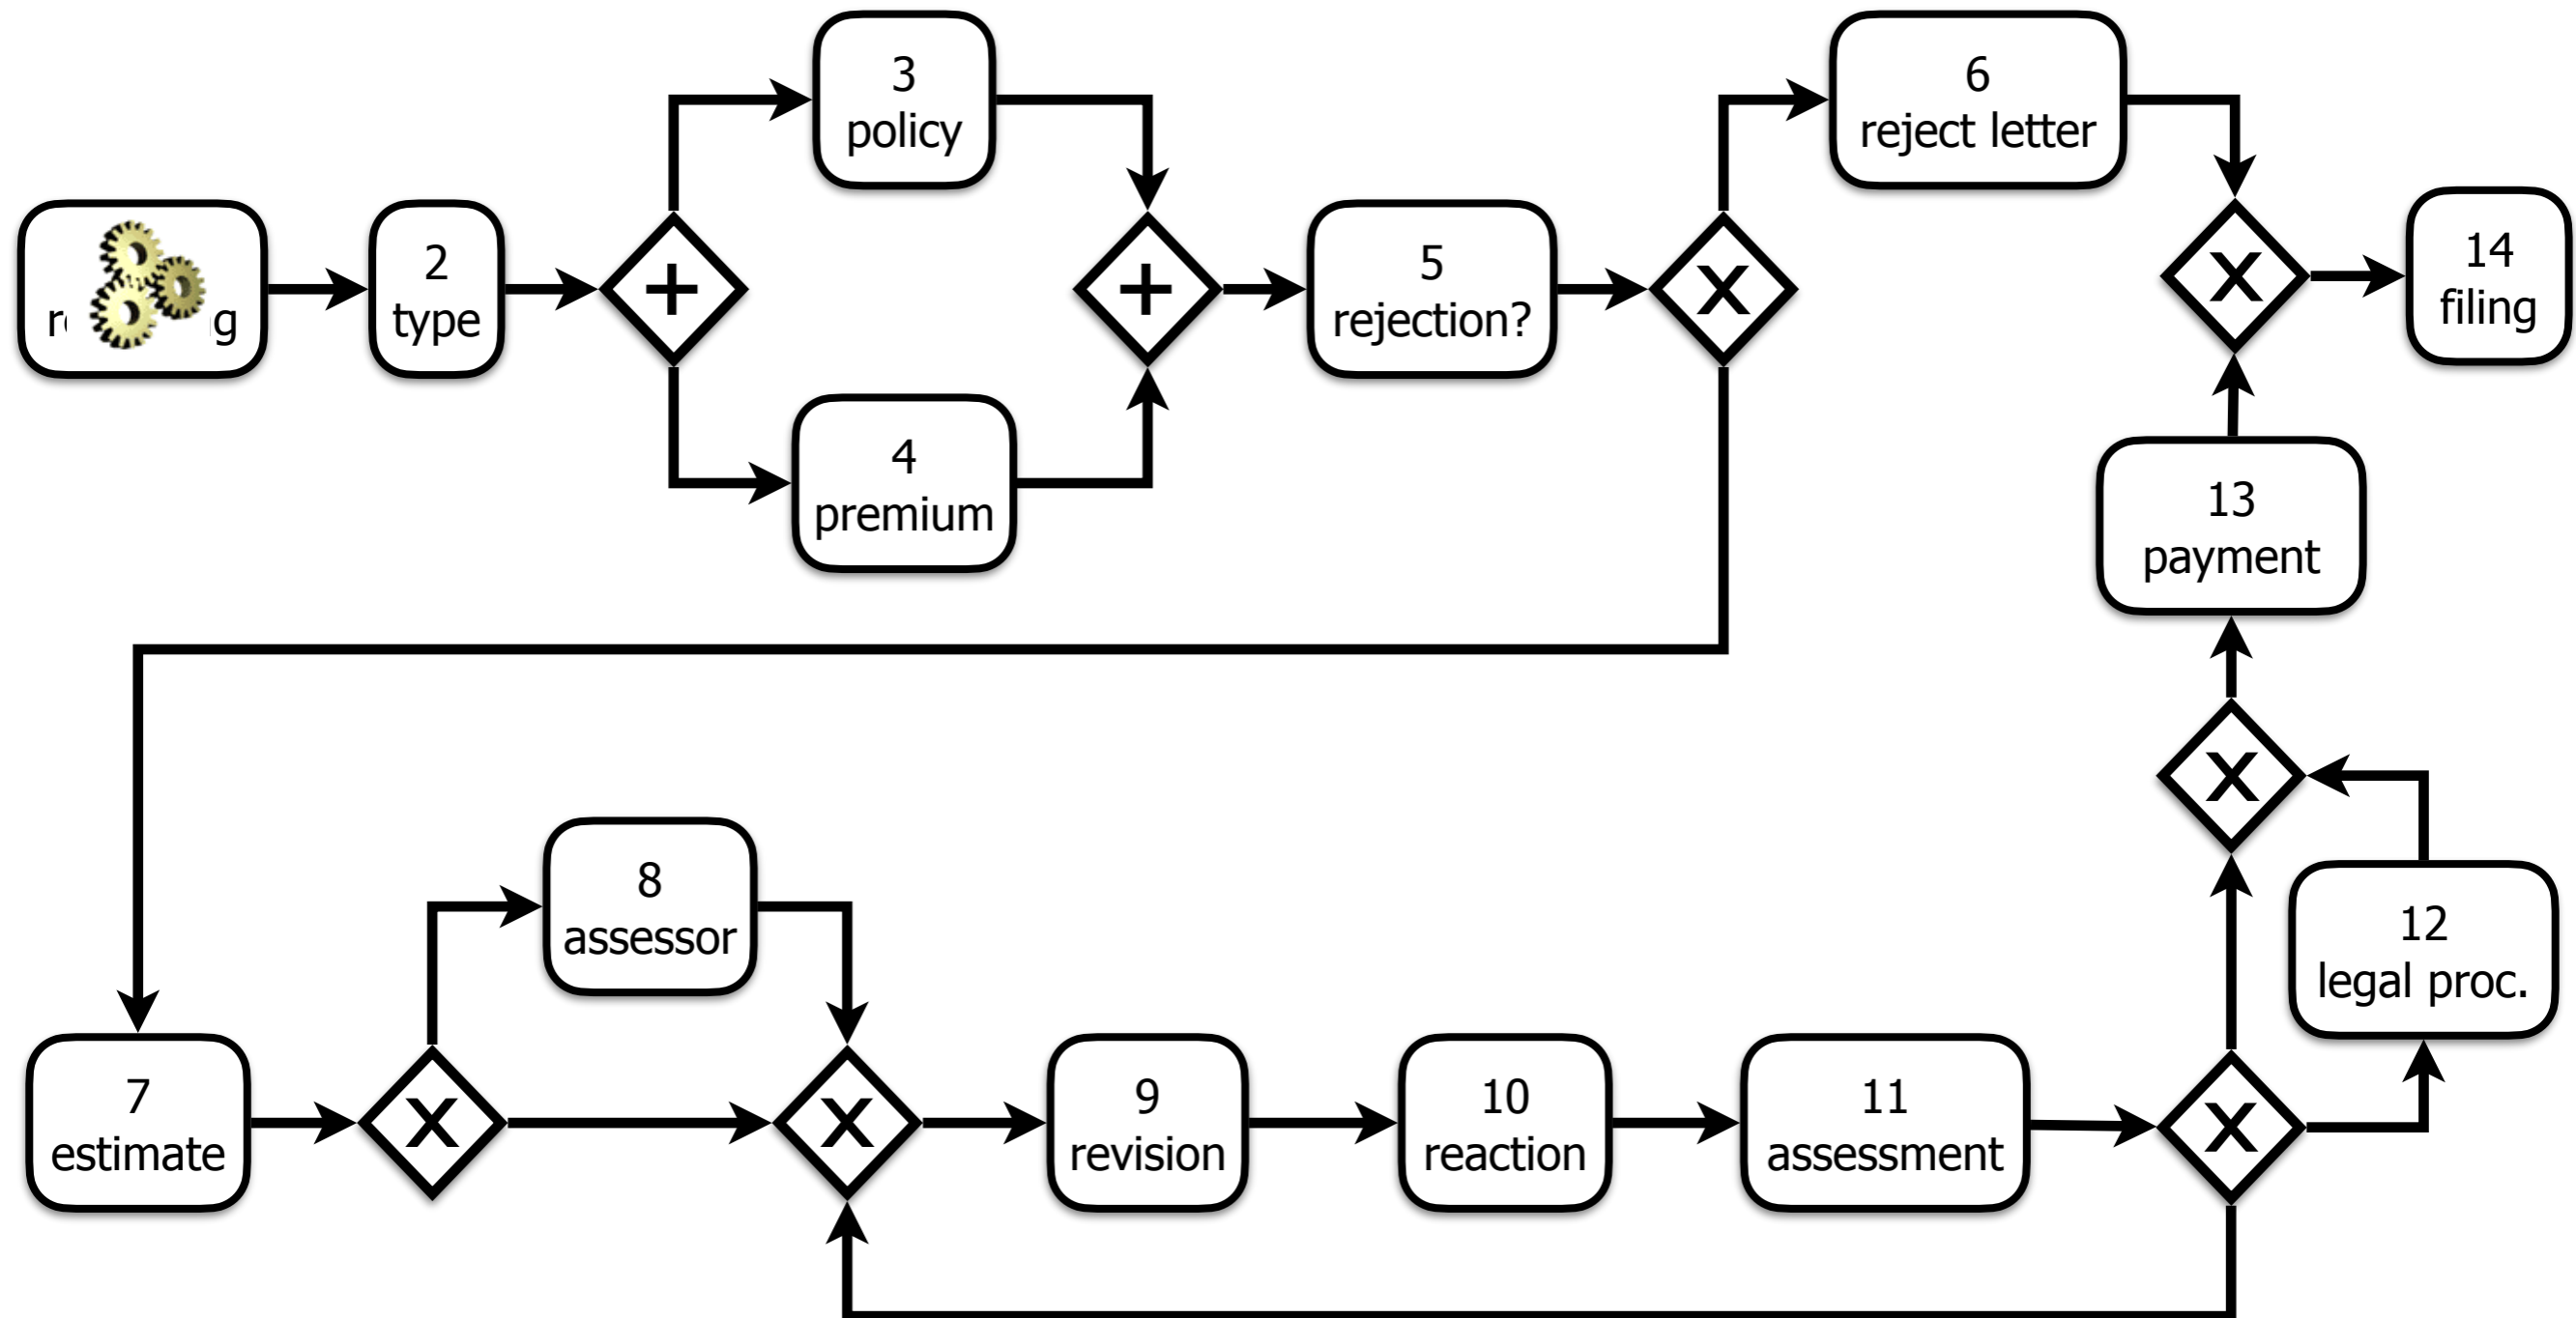 3
policy
6
reject letter
2
type
+
+
5
rejection?
X
X
14
filing
4
premium
13
payment
X
8
assessor
12
legal proc.
7
estimate
X
X
9
revision
10
reaction
11
assessment
X